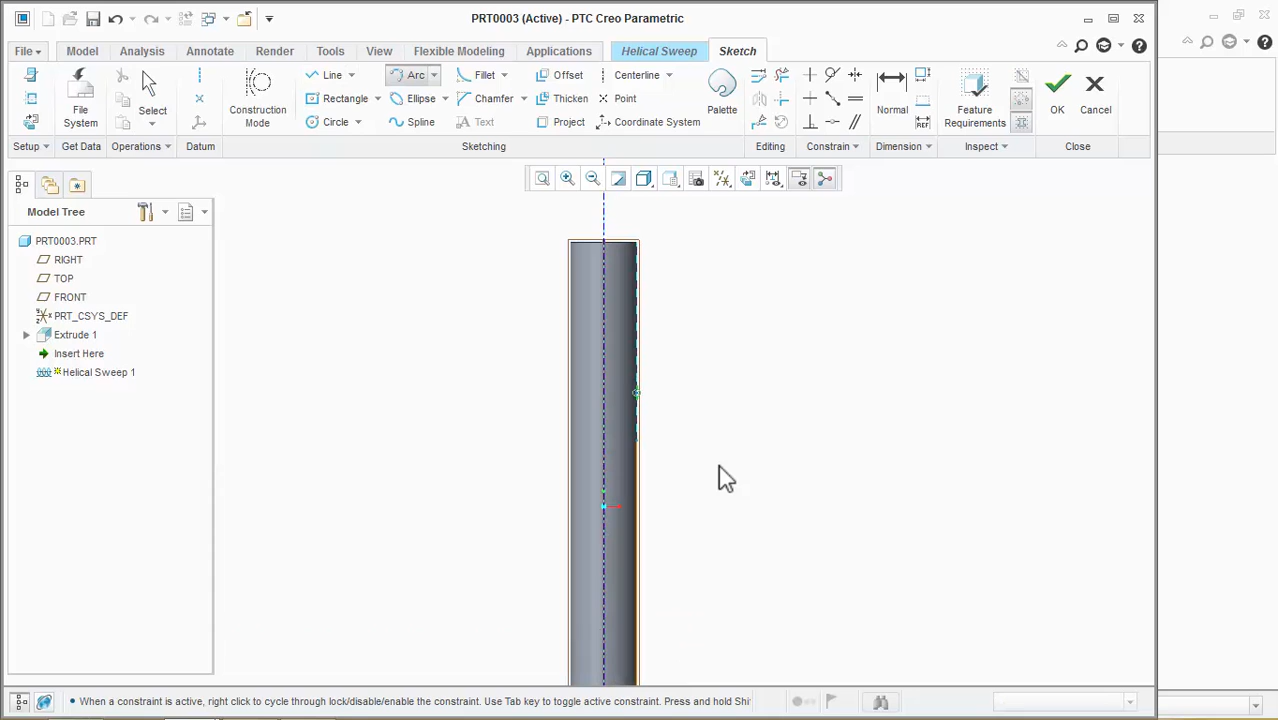 PRT0003 (Active) - PTC Creo Parametric
File Model Analysis Annotate Render Tools View Flexible Modeling Applications Helical Sweep Sketch
Line Arc Fillet Offset Centerline
File System Select Construction Mode Rectangle Ellipse Chamfer Thicken Point Palette Normal Feature Requirements OK Cancel
Circle Spline Text Project Coordinate System
Setup Get Data Operations Datum Sketching Editing Constrain Dimension Inspect Close
Model Tree
PRT0003.PRT
RIGHT
TOP
FRONT
PRT_CSYS_DEF
Extrude 1
Insert Here
Helical Sweep 1
• When a constraint is active, right click to cycle through lock/disable/enable the constraint. Use Tab key to toggle active constraint. Press and hold Shi